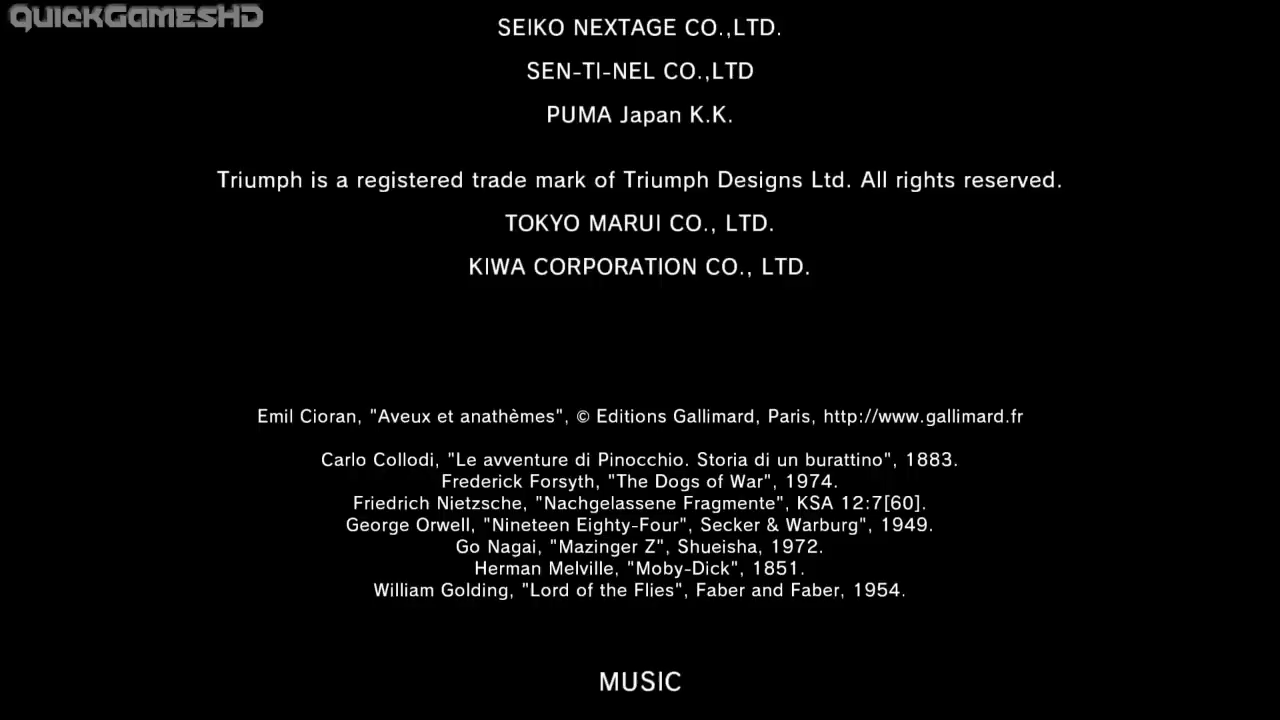 QUICKGAMESHD
SEIKO NEXTAGE CO.,LTD.
SEN-TI-NEL CO.,LTD
PUMA Japan K.K.
Triumph is a registered trade mark of Triumph Designs Ltd. All rights reserved.
TOKYO MARUI CO., LTD.
KIWA CORPORATION CO., LTD.
Emil Cioran, "Aveux et anathèmes", © Editions Gallimard, Paris, http://www.gallimard.fr
Carlo Collodi, "Le avventure di Pinocchio. Storia di un burattino", 1883.
Frederick Forsyth, "The Dogs of War", 1974.
Friedrich Nietzsche, "Nachgelassene Fragmente", KSA 12:7[60].
George Orwell, "Nineteen Eighty-Four", Secker & Warburg", 1949.
Go Nagai, "Mazinger Z", Shueisha, 1972.
Herman Melville, "Moby-Dick", 1851.
William Golding, "Lord of the Flies", Faber and Faber, 1954.
MUSIC